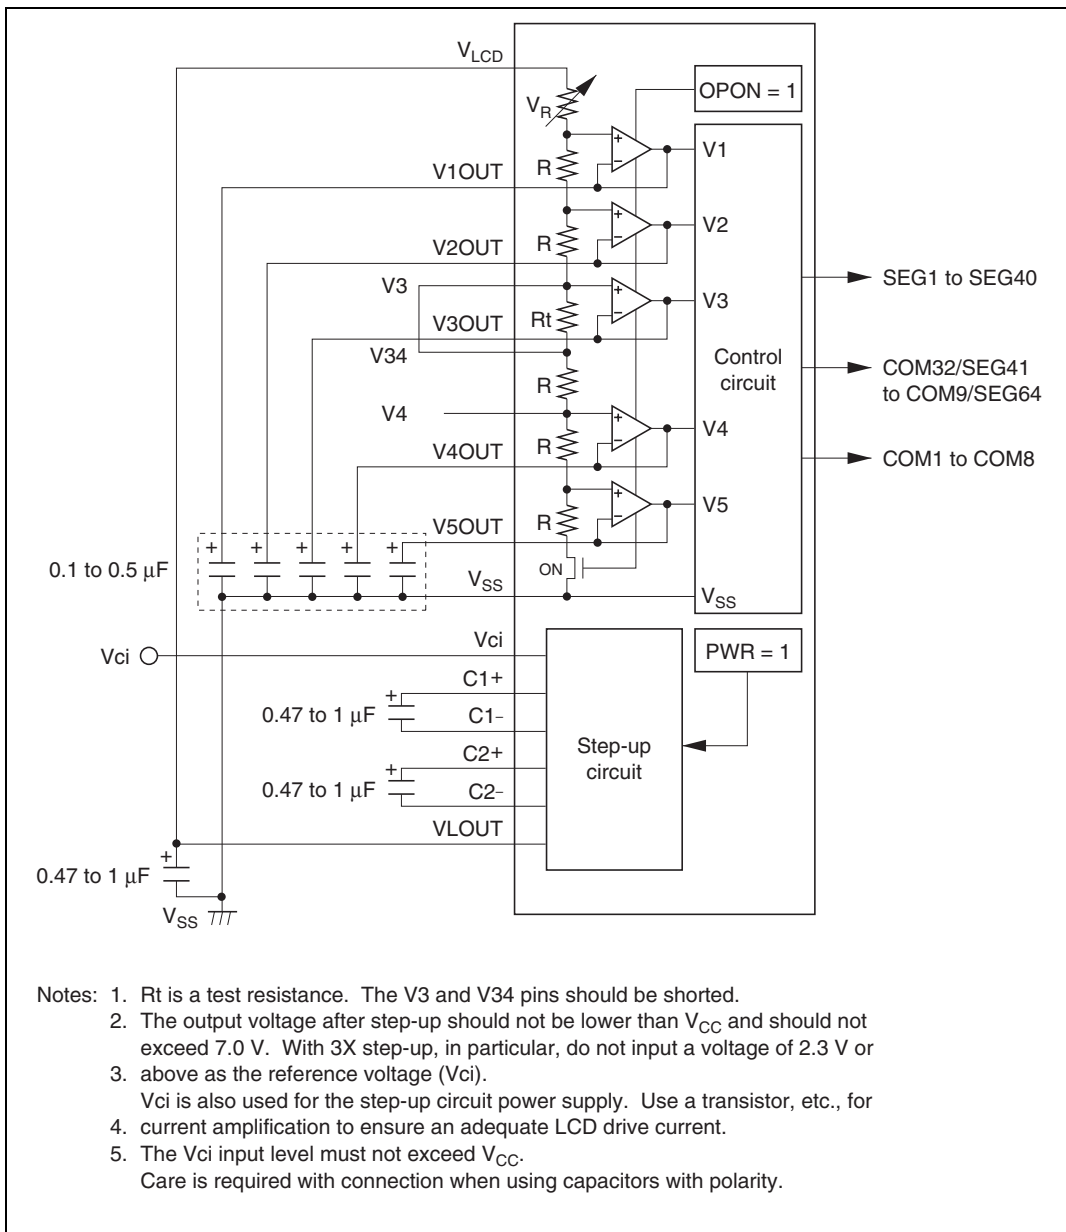 V_LCD
OPON = 1
V_R
+
−
V1
R
V1OUT
+
−
V2
R
V2OUT
V3
+
−
V3
SEG1 to SEG40
V3OUT
Rt
V34
Control
circuit
COM32/SEG41
to COM9/SEG64
R
V4
+
−
V4
R
V4OUT
COM1 to COM8
+
−
V5
R
V5OUT
+ + + + +
0.1 to 0.5 μF
ON
V_SS
V_SS
Vci
Vci
PWR = 1
C1+
+
0.47 to 1 μF
C1−
Step-up
circuit
C2+
+
0.47 to 1 μF
C2−
VLOUT
+
0.47 to 1 μF
V_SS
Notes: 1. Rt is a test resistance. The V3 and V34 pins should be shorted.
2. The output voltage after step-up should not be lower than V_CC and should not
exceed 7.0 V. With 3X step-up, in particular, do not input a voltage of 2.3 V or
3. above as the reference voltage (Vci).
Vci is also used for the step-up circuit power supply. Use a transistor, etc., for
4. current amplification to ensure an adequate LCD drive current.
5. The Vci input level must not exceed V_CC.
Care is required with connection when using capacitors with polarity.